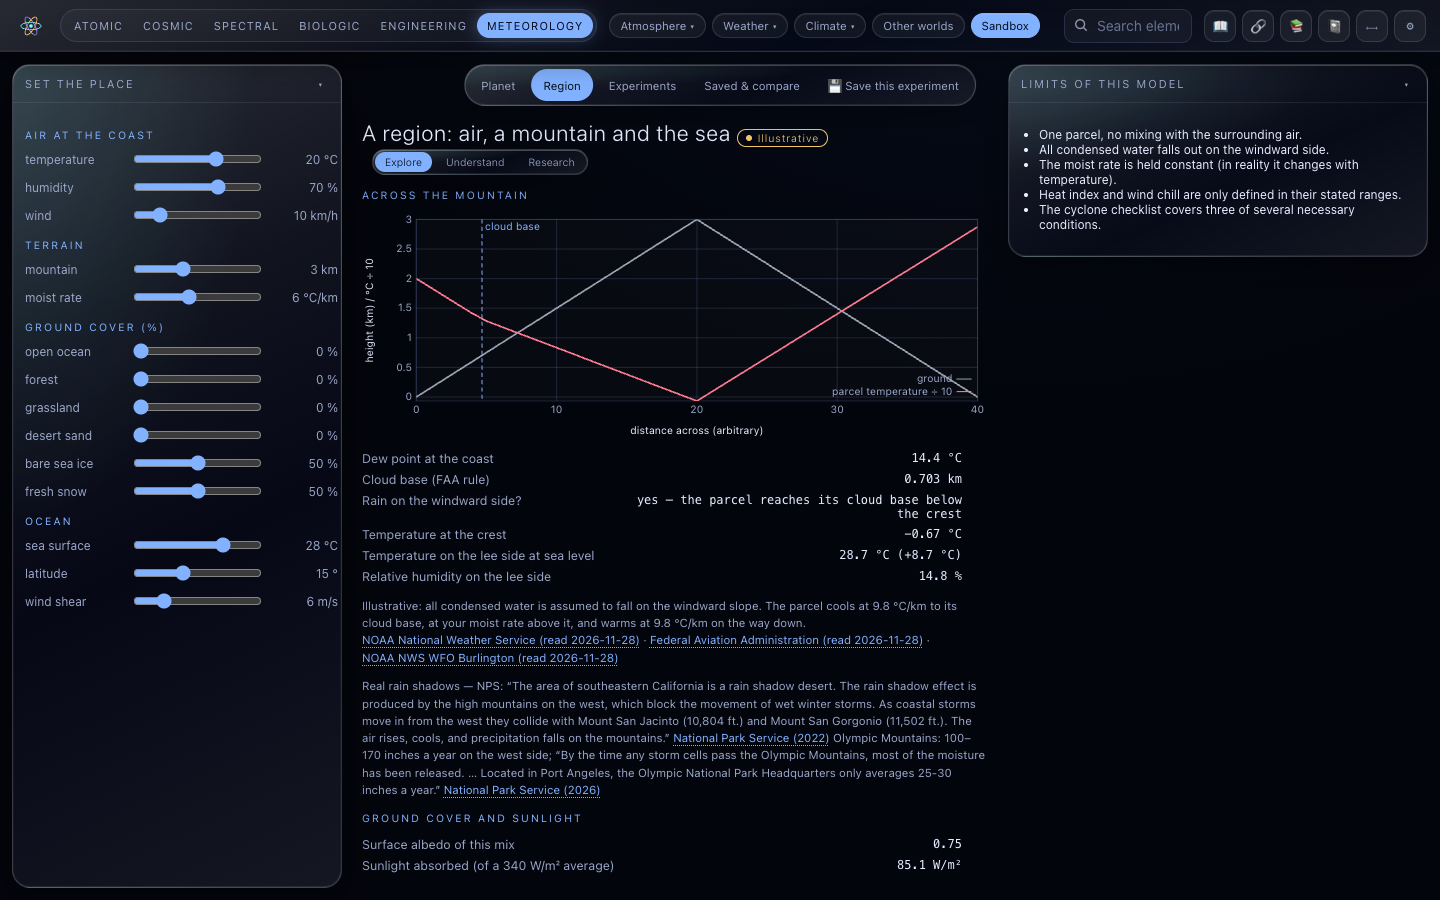 ATOMIC COSMIC SPECTRAL BIOLOGIC ENGINEERING METEOROLOGY Atmosphere ▾ Weather ▾ Climate ▾ Other worlds Sandbox Search elem
SET THE PLACE
AIR AT THE COAST
temperature 20 °C
humidity 70 %
wind 10 km/h
TERRAIN
mountain 3 km
moist rate 6 °C/km
GROUND COVER (%)
open ocean 0 %
forest 0 %
grassland 0 %
desert sand 0 %
bare sea ice 50 %
fresh snow 50 %
OCEAN
sea surface 28 °C
latitude 15 °
wind shear 6 m/s
Planet Region Experiments Saved & compare 💾 Save this experiment
A region: air, a mountain and the sea Illustrative
Explore Understand Research
ACROSS THE MOUNTAIN
3
2.5
2
1.5
1
0.5
0
height (km) / °C ÷ 10
cloud base
ground
parcel temperature ÷ 10
0 10 20 30 40
distance across (arbitrary)
Dew point at the coast 14.4 °C
Cloud base (FAA rule) 0.703 km
Rain on the windward side? yes — the parcel reaches its cloud base below
the crest
Temperature at the crest −0.67 °C
Temperature on the lee side at sea level 28.7 °C (+8.7 °C)
Relative humidity on the lee side 14.8 %
Illustrative: all condensed water is assumed to fall on the windward slope. The parcel cools at 9.8 °C/km to its
cloud base, at your moist rate above it, and warms at 9.8 °C/km on the way down.
NOAA National Weather Service (read 2026-11-28) · Federal Aviation Administration (read 2026-11-28) ·
NOAA NWS WFO Burlington (read 2026-11-28)
Real rain shadows — NPS: “The area of southeastern California is a rain shadow desert. The rain shadow effect is
produced by the high mountains on the west, which block the movement of wet winter storms. As coastal storms
move in from the west they collide with Mount San Jacinto (10,804 ft.) and Mount San Gorgonio (11,502 ft.). The
air rises, cools, and precipitation falls on the mountains.” National Park Service (2022) Olympic Mountains: 100–
170 inches a year on the west side; “By the time any storm cells pass the Olympic Mountains, most of the moisture
has been released. … Located in Port Angeles, the Olympic National Park Headquarters only averages 25-30
inches a year.” National Park Service (2026)
GROUND COVER AND SUNLIGHT
Surface albedo of this mix 0.75
Sunlight absorbed (of a 340 W/m² average) 85.1 W/m²
LIMITS OF THIS MODEL
• One parcel, no mixing with the surrounding air.
• All condensed water falls out on the windward side.
• The moist rate is held constant (in reality it changes with
temperature).
• Heat index and wind chill are only defined in their stated ranges.
• The cyclone checklist covers three of several necessary
conditions.